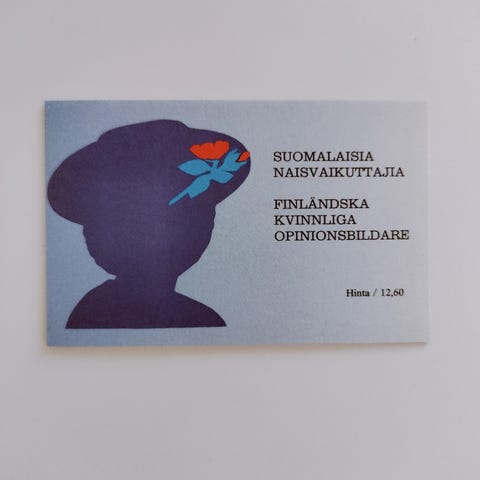 SUOMALAISIA
NAISVAIKUTTAJIA
FINLÄNDSKA
KVINNLIGA
OPINIONSBILDARE
Hinta / 12,60